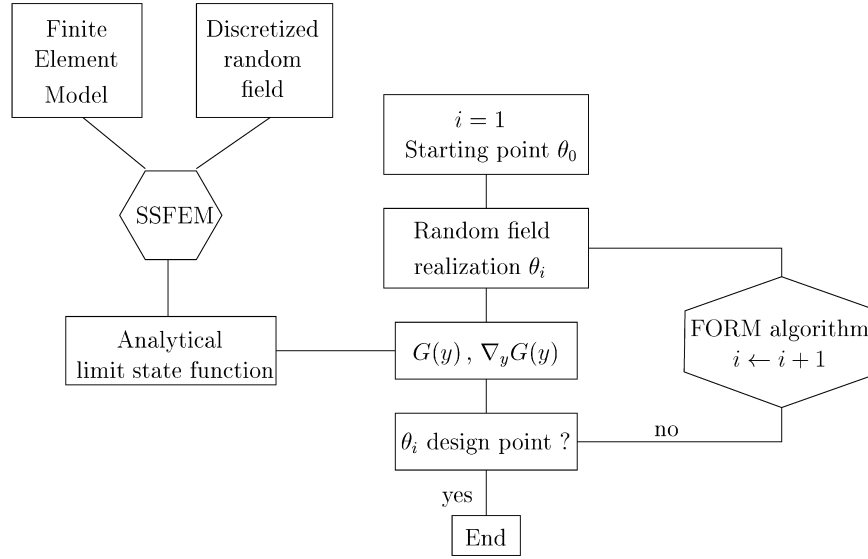 Finite
Element
Model
Discretized
random
field
SSFEM
Analytical
limit state function
i = 1
Starting point θ₀
Random field
realization θᵢ
G(y) , ∇ᵧG(y)
θᵢ design point ?
FORM algorithm
i ← i + 1
no
yes
End